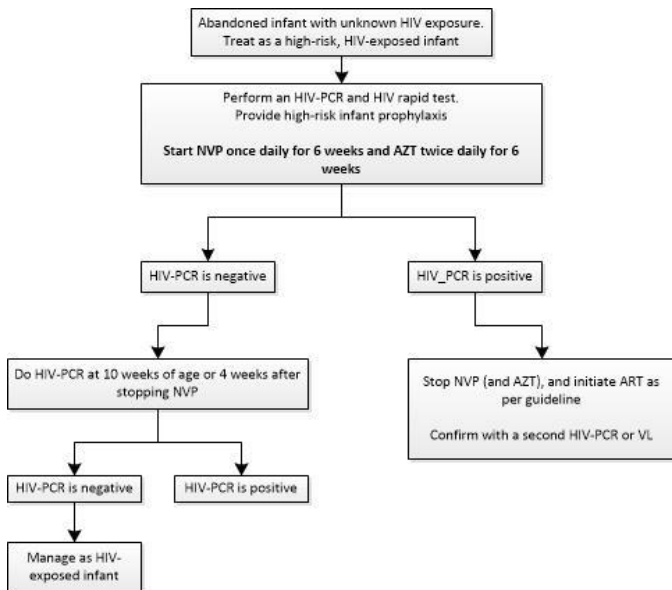 Abandoned infant with unknown HIV exposure.
Treat as a high-risk, HIV-exposed infant
Perform an HIV-PCR and HIV rapid test.
Provide high-risk infant prophylaxis
Start NVP once daily for 6 weeks and AZT twice daily for 6
weeks
HIV-PCR is negative
HIV_PCR is positive
Do HIV-PCR at 10 weeks of age or 4 weeks after
stopping NVP
Stop NVP (and AZT), and initiate ART as
per guideline
Confirm with a second HIV-PCR or VL
HIV-PCR is negative
HIV-PCR is positive
Manage as HIV-
exposed infant